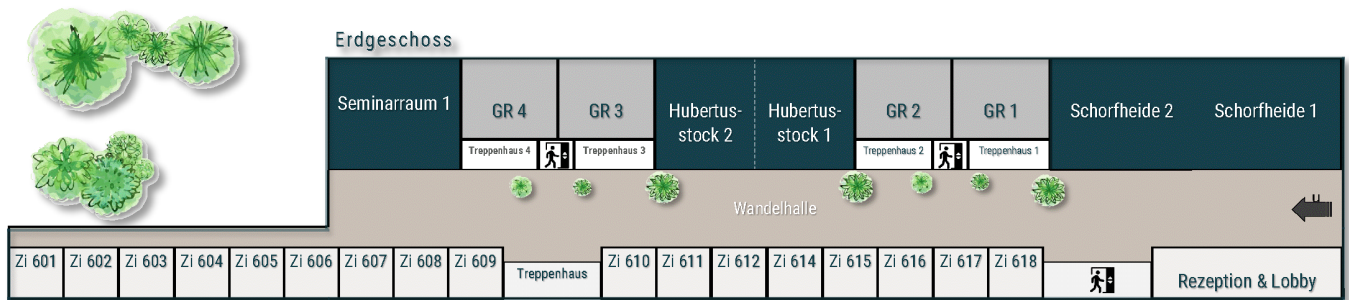 Erdgeschoss
Seminarraum 1
GR 4
GR 3
Hubertus-
stock 2
Hubertus-
stock 1
GR 2
GR 1
Schorfheide 2
Schorfheide 1
Treppenhaus 4
Treppenhaus 3
Treppenhaus 2
Treppenhaus 1
Wandelhalle
U
Zi 601
Zi 602
Zi 603
Zi 604
Zi 605
Zi 606
Zi 607
Zi 608
Zi 609
Treppenhaus
Zi 610
Zi 611
Zi 612
Zi 614
Zi 615
Zi 616
Zi 617
Zi 618
Rezeption & Lobby